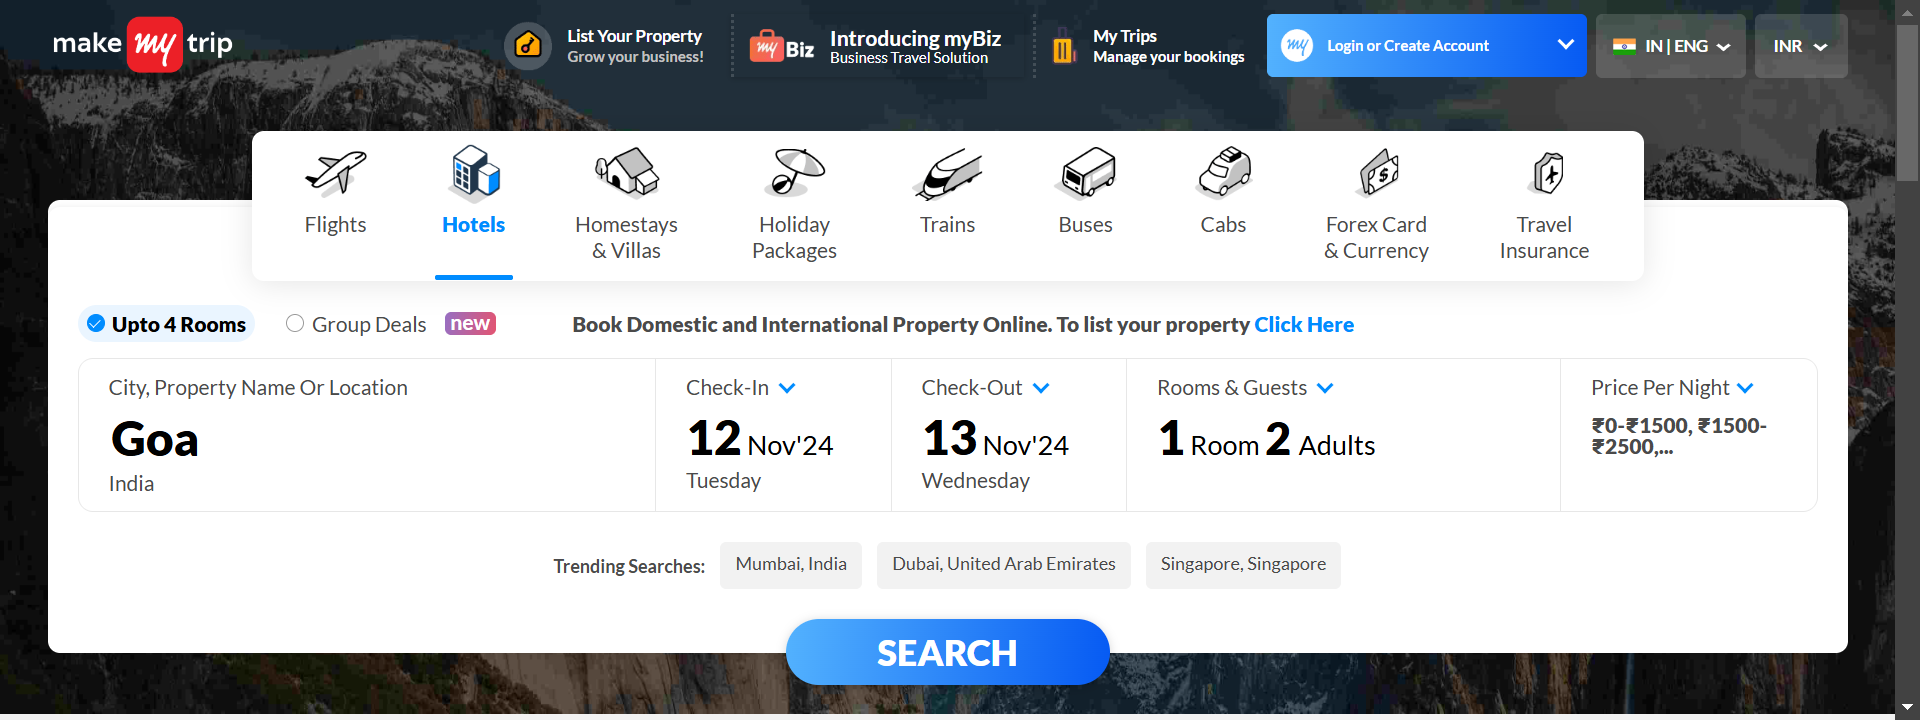 make my trip
List Your Property
Grow your business!
my Biz
Introducing myBiz
Business Travel Solution
My Trips
Manage your bookings
my
Login or Create Account
IN | ENG
INR
Flights
Hotels
Homestays
& Villas
Holiday
Packages
Trains
Buses
Cabs
Forex Card
& Currency
Travel
Insurance
Upto 4 Rooms
Group Deals
new
Book Domestic and International Property Online. To list your property Click Here
City, Property Name Or Location
Goa
India
Check-In
12 Nov'24
Tuesday
Check-Out
13 Nov'24
Wednesday
Rooms & Guests
1 Room 2 Adults
Price Per Night
₹0-₹1500, ₹1500-
₹2500,...
Trending Searches:
Mumbai, India
Dubai, United Arab Emirates
Singapore, Singapore
SEARCH